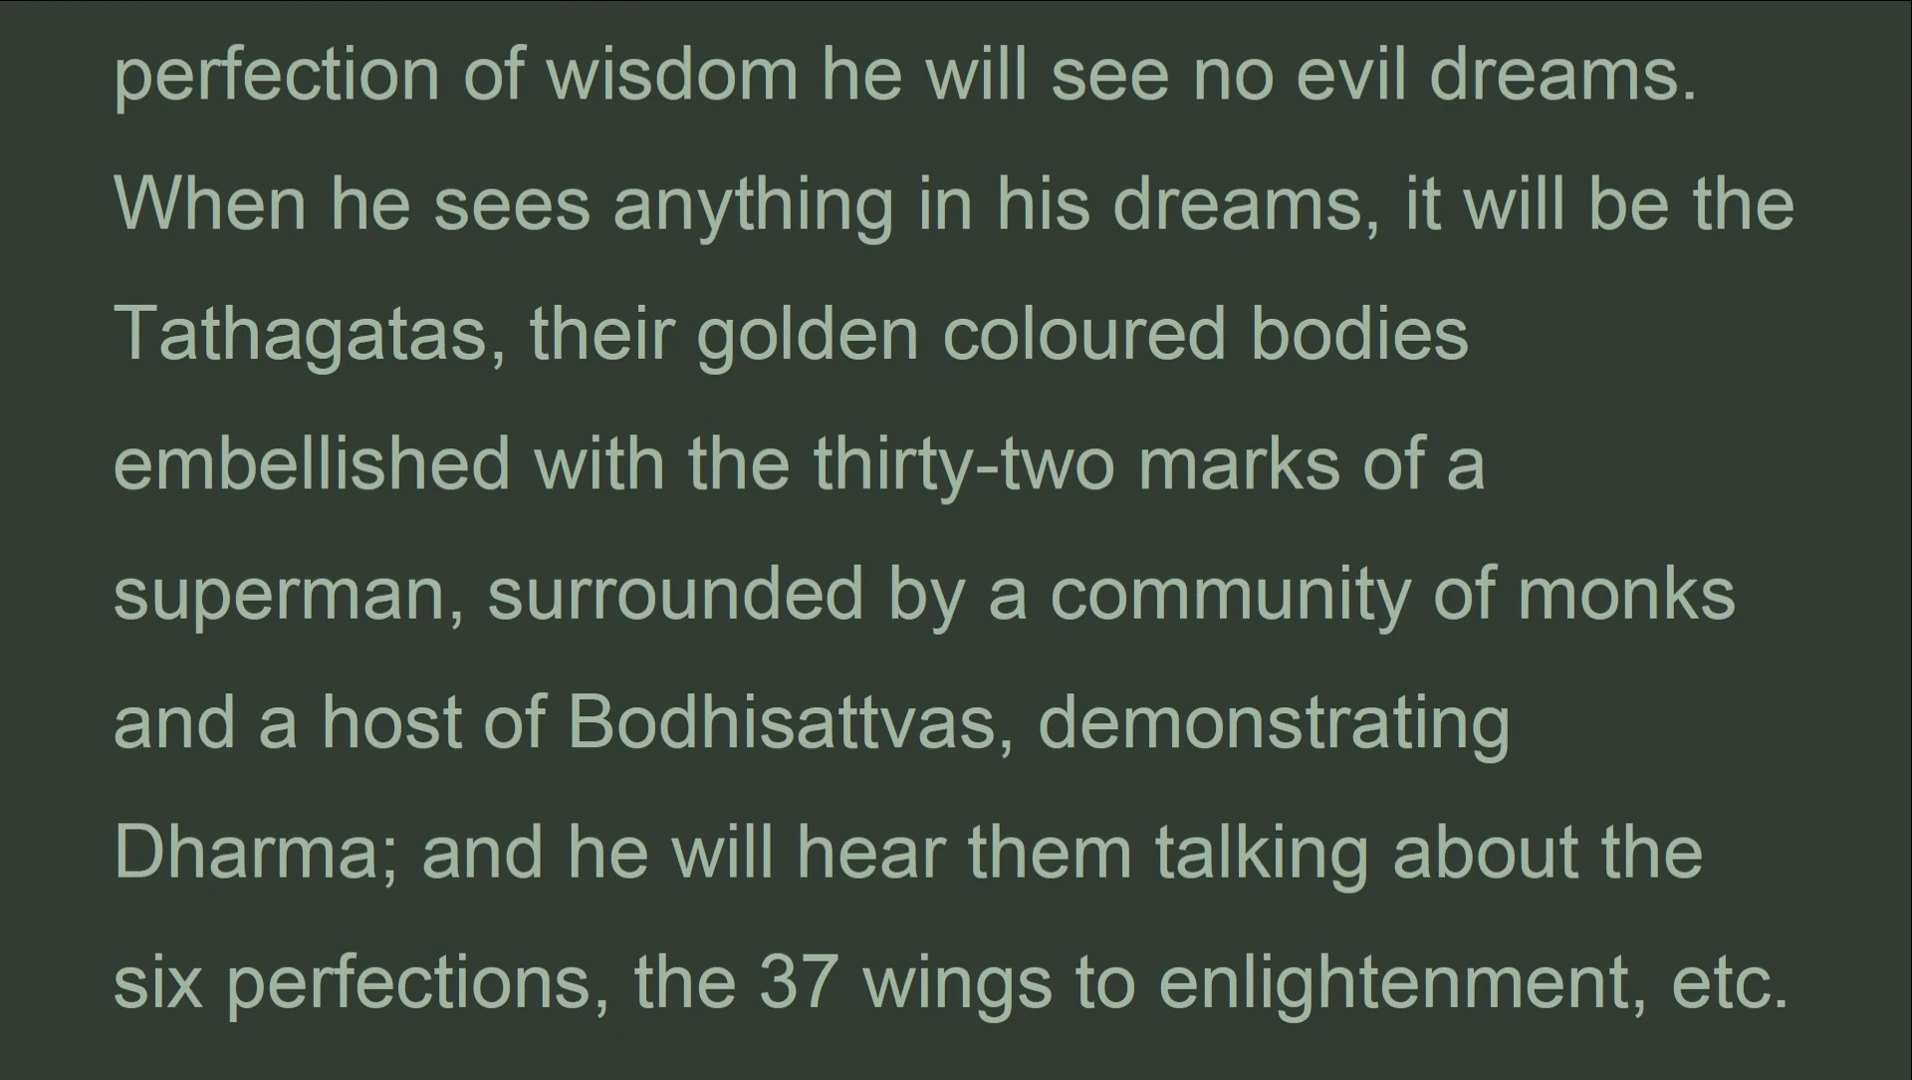 perfection of wisdom he will see no evil dreams.
When he sees anything in his dreams, it will be the
Tathagatas, their golden coloured bodies
embellished with the thirty-two marks of a
superman, surrounded by a community of monks
and a host of Bodhisattvas, demonstrating
Dharma; and he will hear them talking about the
six perfections, the 37 wings to enlightenment, etc.